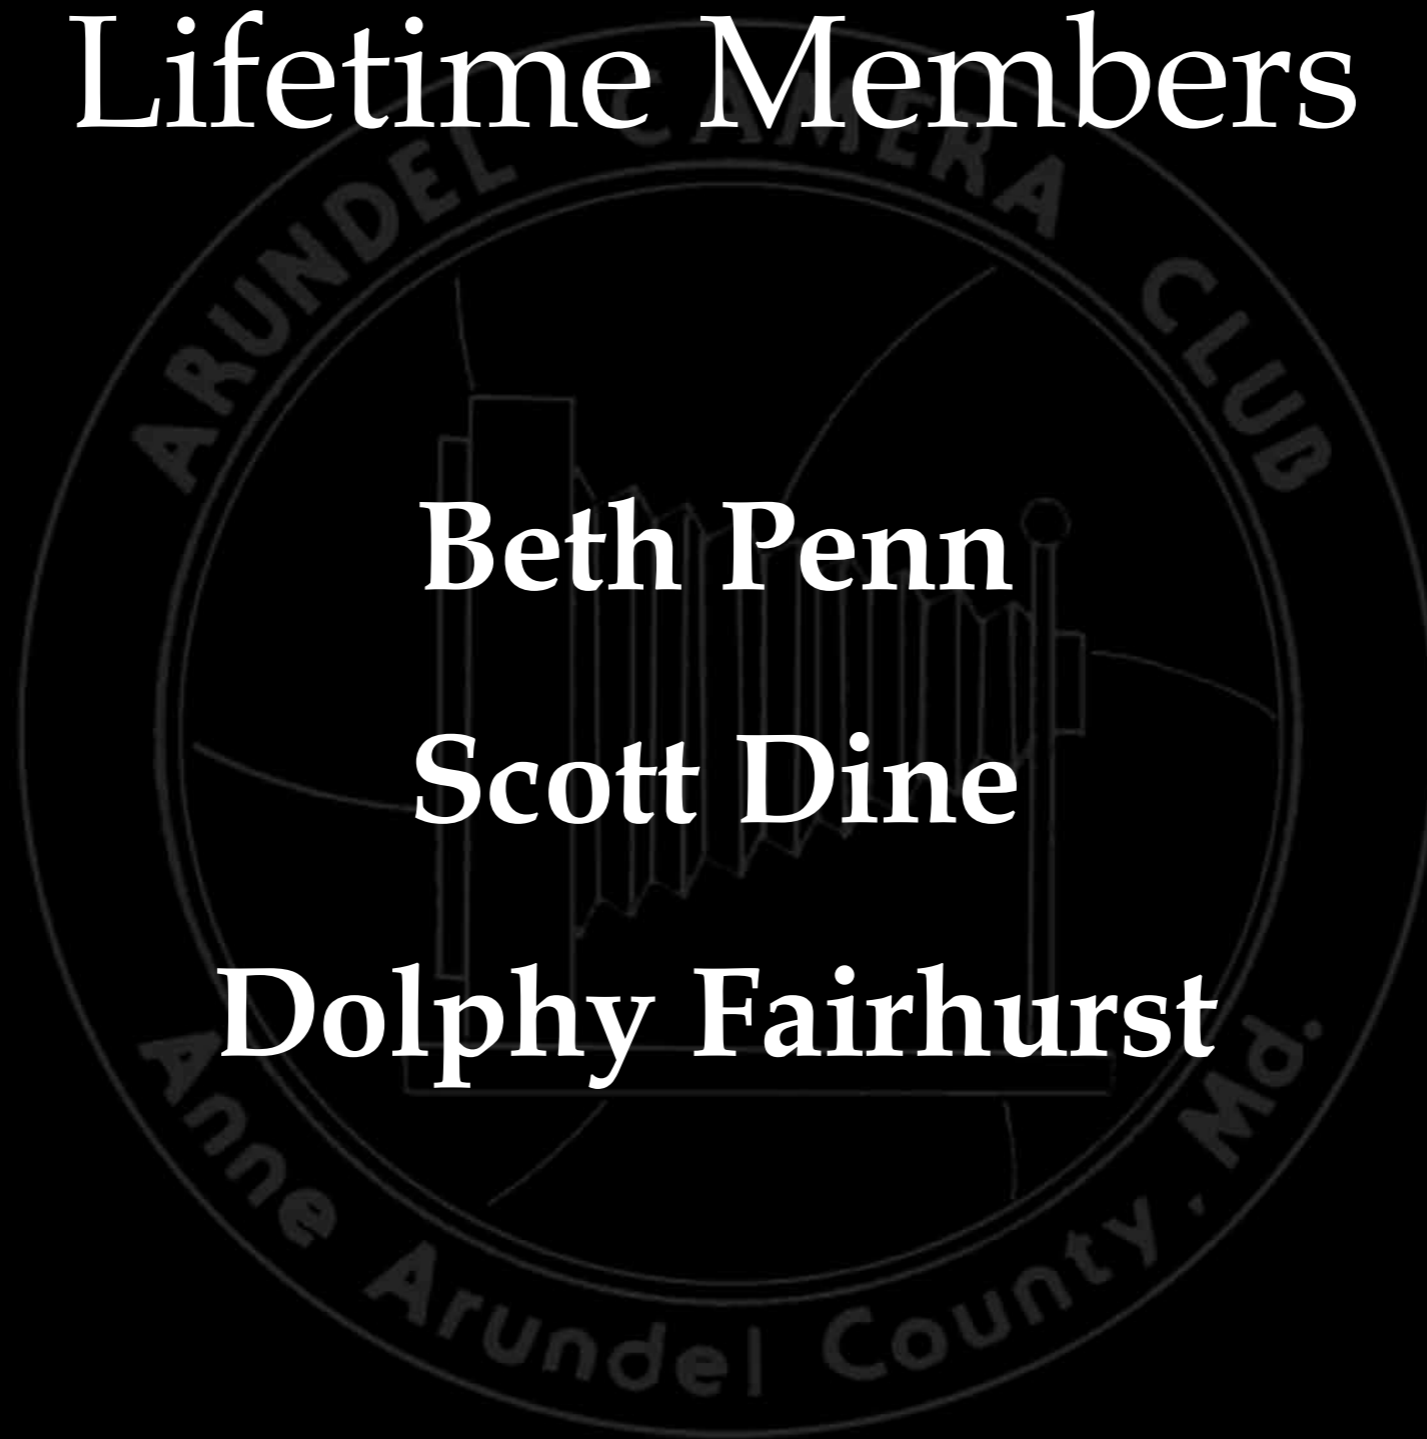 Lifetime Members
ARUNDEL CAMERA CLUB
Beth Penn
Scott Dine
Dolphy Fairhurst
Anne Arundel County, Md.